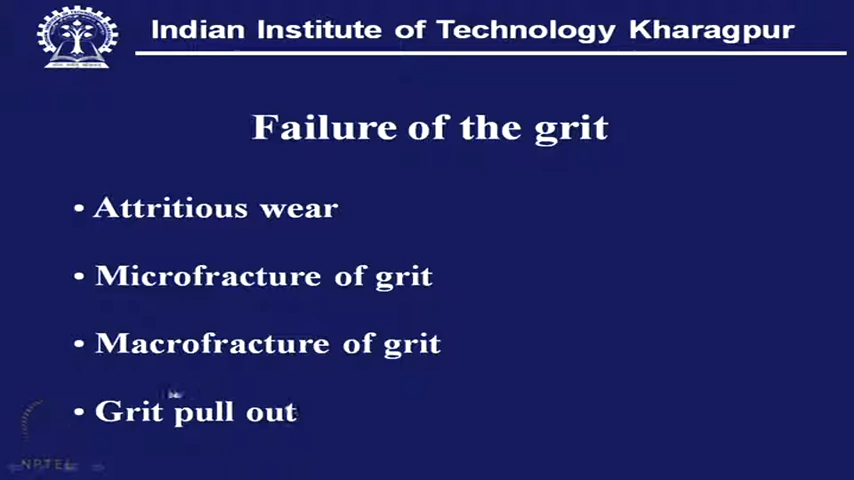 Indian Institute of Technology Kharagpur
Failure of the grit
• Attritious wear
• Microfracture of grit
• Macrofracture of grit
• Grit pull out
NPTEL